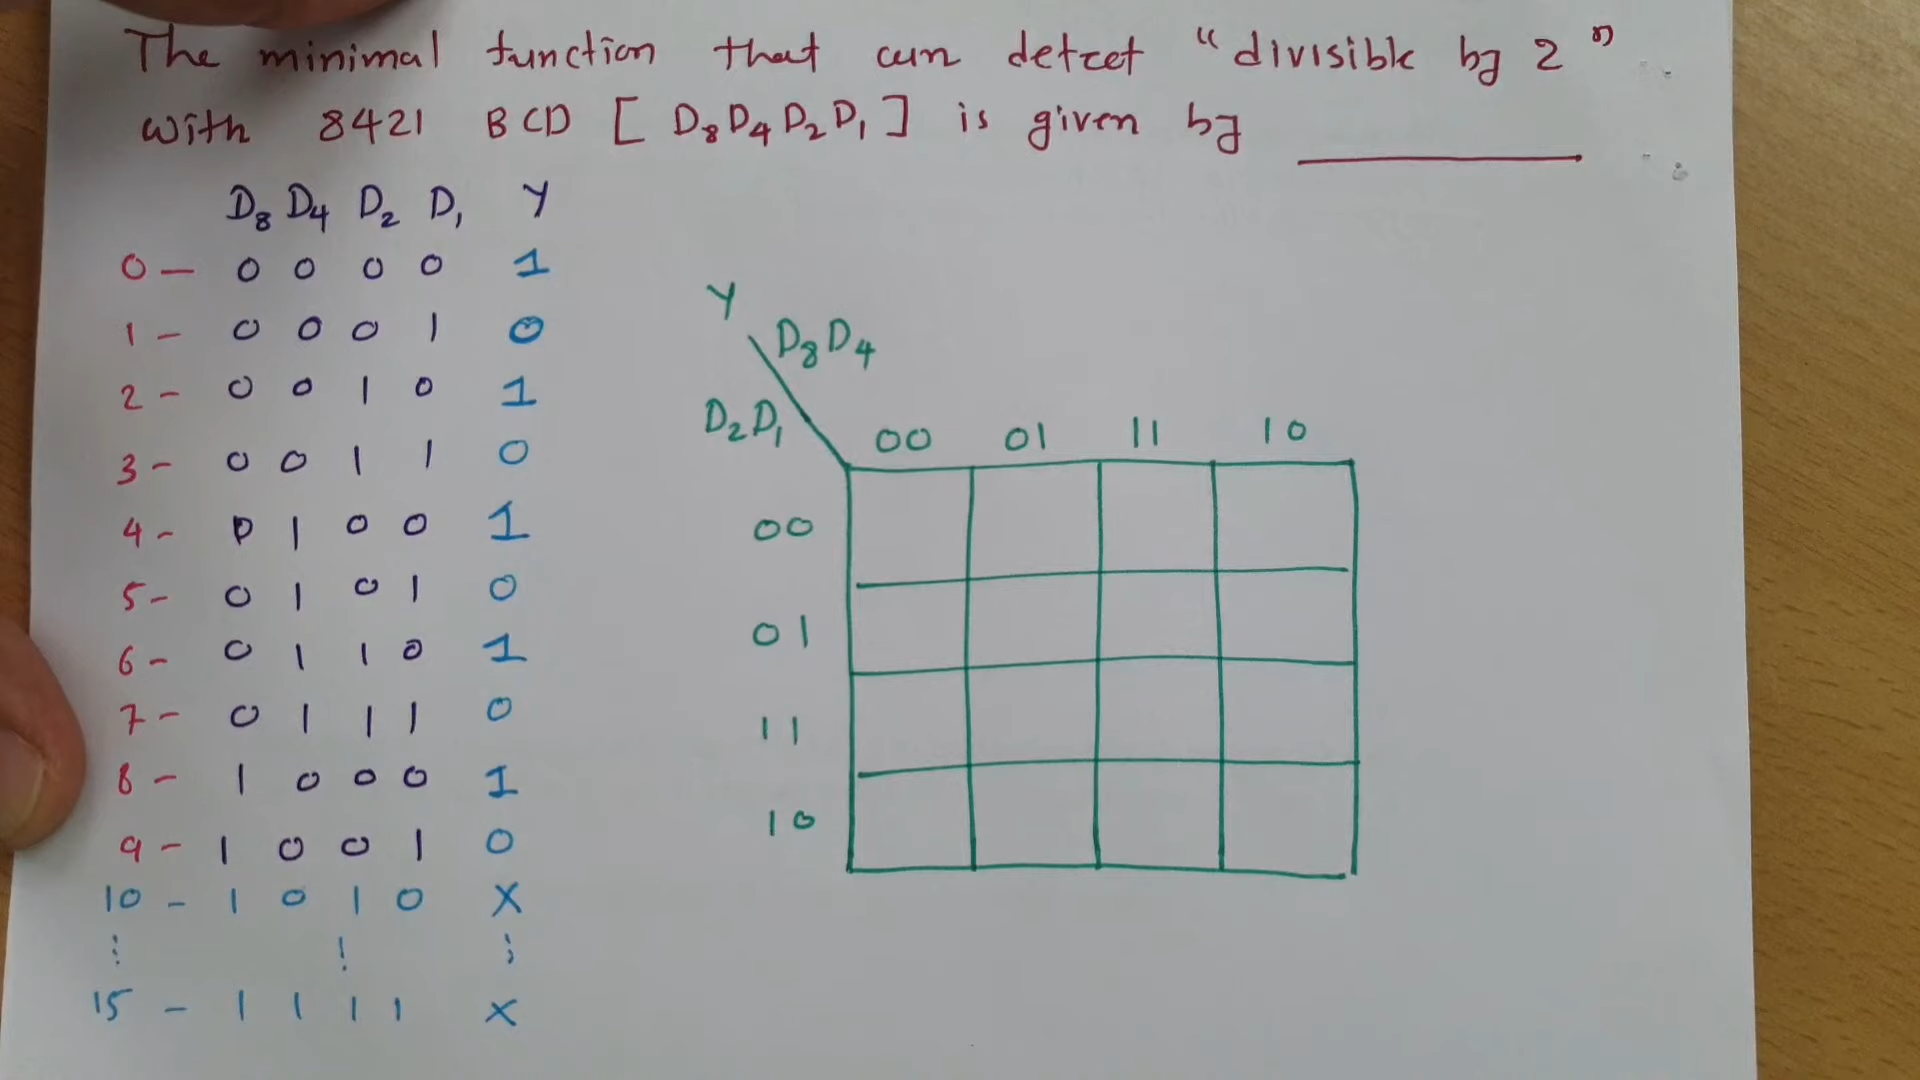 The minimal function that can detect "divisible by 2"
with 8421 BCD [ D8D4D2D1 ] is given by ________
D8 D4 D2 D1 Y
0 — 0 0 0 0 1
1 - 0 0 0 1 0
2 - 0 0 1 0 1
3 - 0 0 1 1 0
4 - 0 1 0 0 1
5 - 0 1 0 1 0
6 - 0 1 1 0 1
7 - 0 1 1 1 0
8 - 1 0 0 0 1
9 - 1 0 0 1 0
10 - 1 0 1 0 X
⋮ ⋮ ⋮
15 - 1 1 1 1 X
Y
D8D4
D2D1 00 01 11 10
00
01
11
10